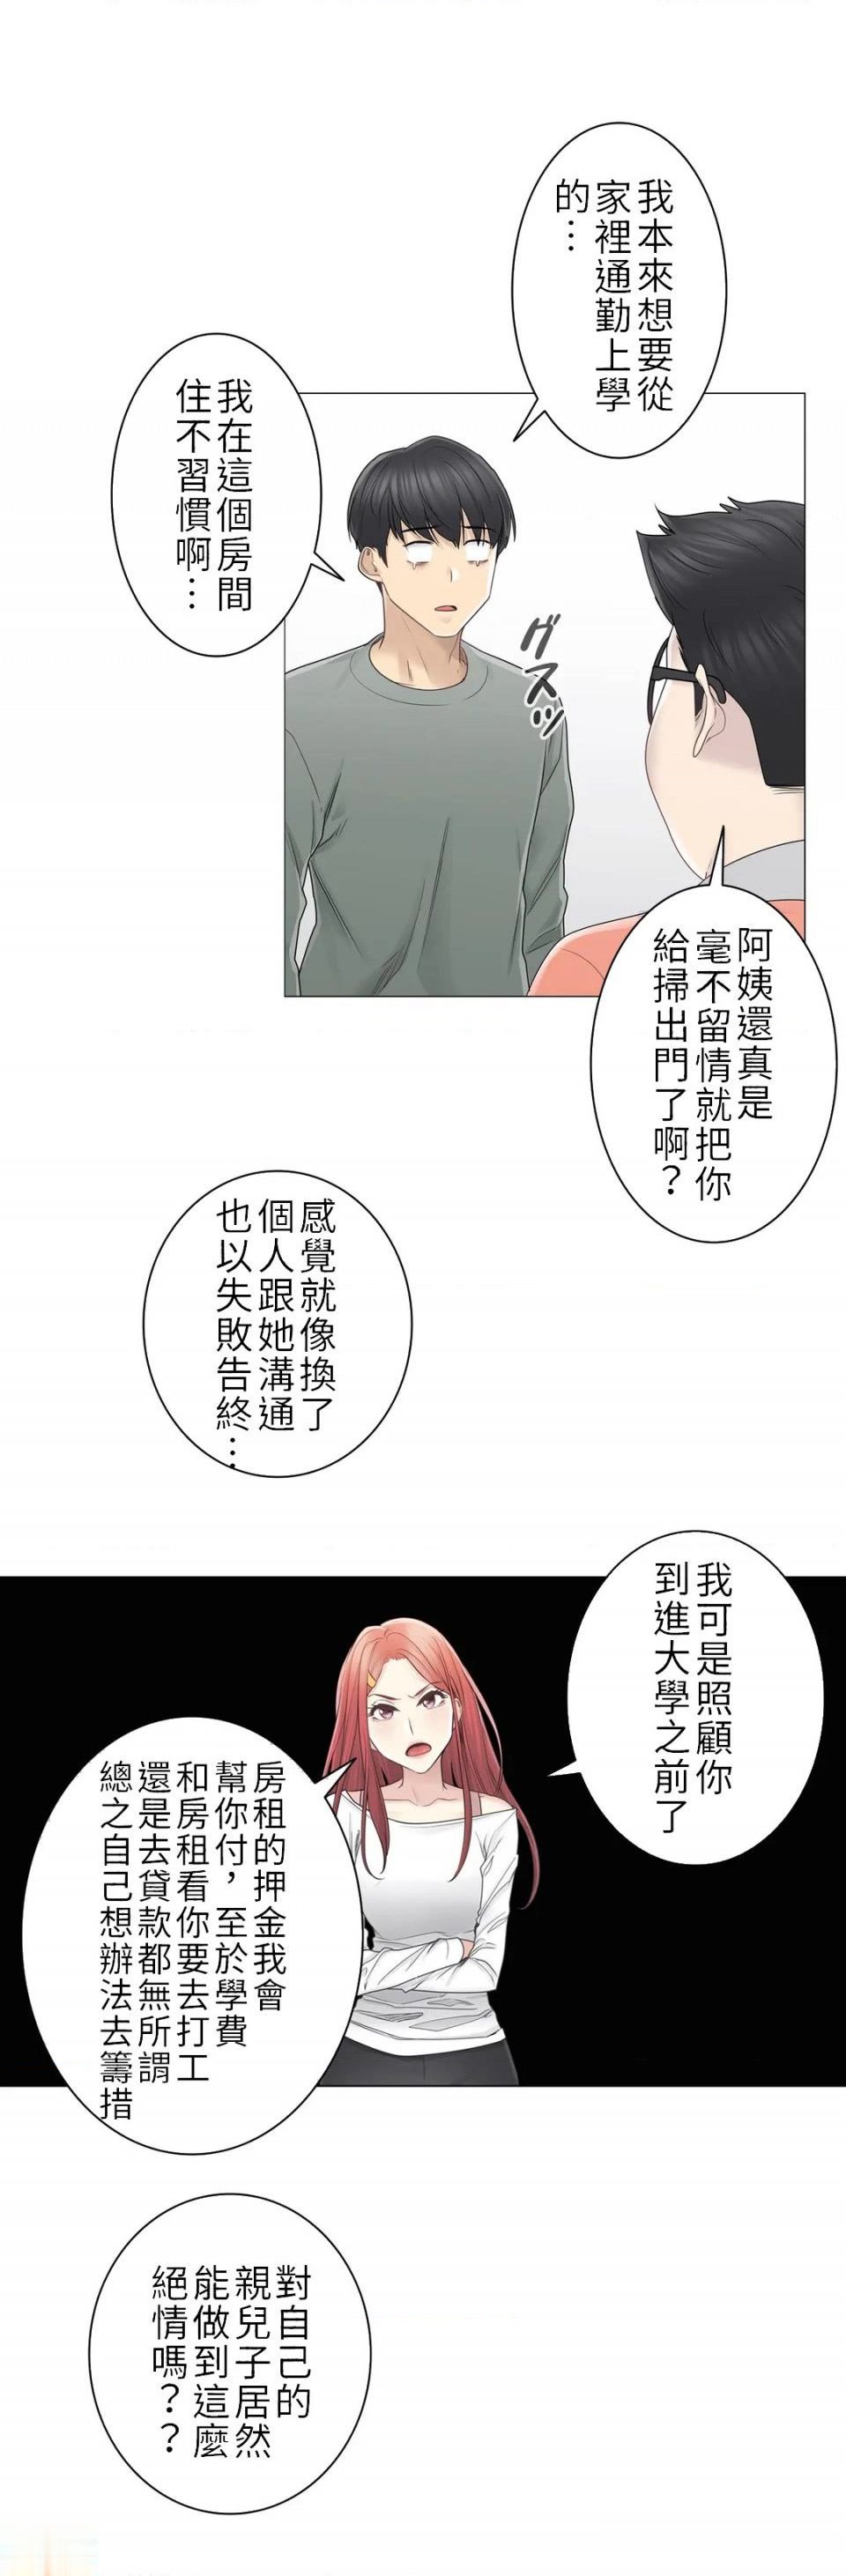 我本來想要從
家裡通勤上學
的…
我在這個房間
住不習慣啊…
グスッ
阿姨還真是
毫不留情就把你
給掃出門了啊？
感覺就像換了
個人跟她溝通
也以失敗告終…
我可是照顧你
到進大學之前了
房租的押金我會
幫你付，至於學費
和房租看你要去打工
還是去貸款都無所謂
總之自己想辦法去籌措
對自己的
親兒子居然
能做到這麼
絕情嗎？？